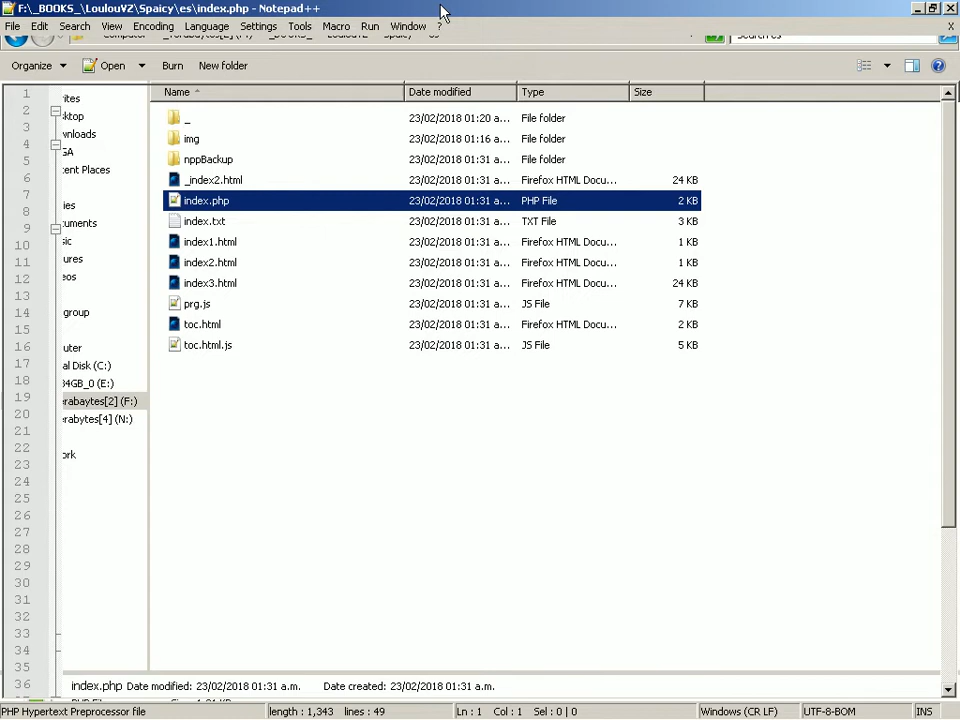 F:\_BOOKS_\LoulouVZ\Spaicy\es\index.php - Notepad++
File Edit Search View Encoding Language Settings Tools Macro Run Window ?
Organize Open Burn New folder
Name Date modified Type Size
1
2
3
4
5
6
7
8
9
10
11
12
13
14
15
16
17
18
19
20
21
22
23
24
25
26
27
28
29
30
31
32
33
34
35
36
rites
sktop
wnloads
GA
cent Places
ries
cuments
sic
tures
eos
group
uter
al Disk (C:)
34GB_0 (E:)
erabaytes[2] (F:)
erabytes[4] (N:)
ork
_ 23/02/2018 01:20 a... File folder
img 23/02/2018 01:16 a... File folder
nppBackup 23/02/2018 01:31 a... File folder
_index2.html 23/02/2018 01:31 a... Firefox HTML Docu... 24 KB
index.php 23/02/2018 01:31 a... PHP File 2 KB
index.txt 23/02/2018 01:31 a... TXT File 3 KB
index1.html 23/02/2018 01:31 a... Firefox HTML Docu... 1 KB
index2.html 23/02/2018 01:31 a... Firefox HTML Docu... 1 KB
index3.html 23/02/2018 01:31 a... Firefox HTML Docu... 24 KB
prg.js 23/02/2018 01:31 a... JS File 7 KB
toc.html 23/02/2018 01:31 a... Firefox HTML Docu... 2 KB
toc.html.js 23/02/2018 01:31 a... JS File 5 KB
index.php Date modified: 23/02/2018 01:31 a.m. Date created: 23/02/2018 01:31 a.m.
PHP Hypertext Preprocessor file length : 1,343 lines : 49 Ln : 1 Col : 1 Sel : 0 | 0 Windows (CR LF) UTF-8-BOM INS